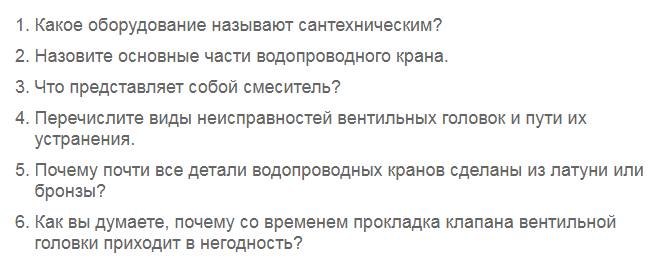 1. Какое оборудование называют сантехническим?
2. Назовите основные части водопроводного крана.
3. Что представляет собой смеситель?
4. Перечислите виды неисправностей вентильных головок и пути их
устранения.
5. Почему почти все детали водопроводных кранов сделаны из латуни или
бронзы?
6. Как вы думаете, почему со временем прокладка клапана вентильной
головки приходит в негодность?